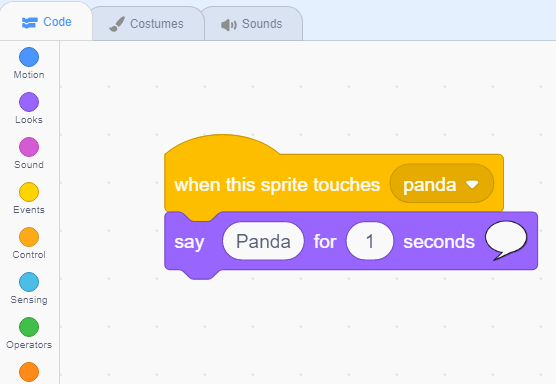 Code Costumes Sounds
Motion
Looks
Sound
Events
Control
Sensing
Operators
when this sprite touches panda
say Panda for 1 seconds